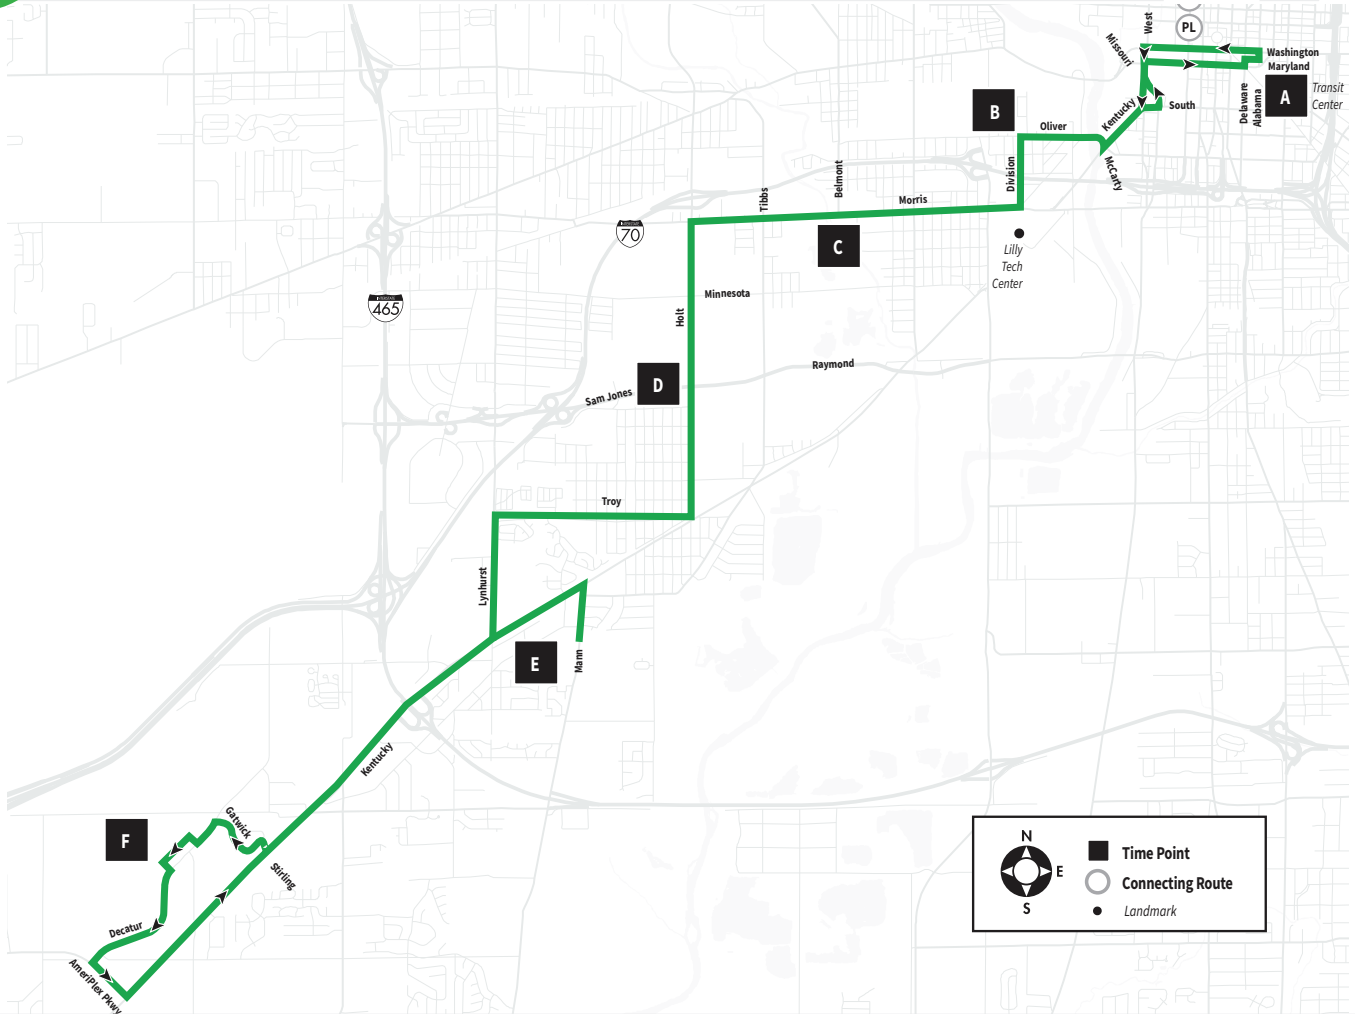 West
PL
Missouri
Washington
Maryland
A
Transit
Center
Delaware
Alabama
South
Kentucky
B
Oliver
McCarty
Division
Belmont
Tibbs
Morris
INTERSTATE
70
C
Lilly
Tech
Center
Minnesota
INTERSTATE
465
Holt
Raymond
D
Sam Jones
Troy
Lynhurst
E
Mann
Kentucky
Gatwick
F
Stirling
Decatur
AmeriPlex Pkwy
N
E
S
Time Point
Connecting Route
Landmark